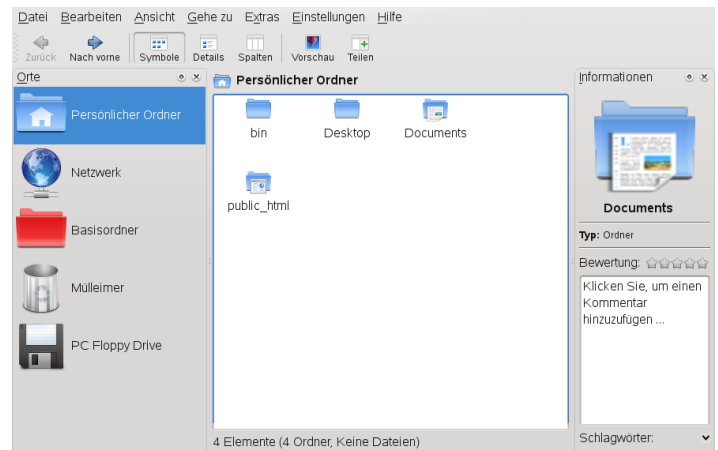 Datei Bearbeiten Ansicht Gehe zu Extras Einstellungen Hilfe
Zurück Nach vorne Symbole Details Spalten Vorschau Teilen
Orte
Persönlicher Ordner
Netzwerk
Basisordner
Mülleimer
PC Floppy Drive
Persönlicher Ordner
bin Desktop Documents
public_html
4 Elemente (4 Ordner, Keine Dateien)
Informationen
Documents
Typ: Ordner
Bewertung:
Klicken Sie, um einen
Kommentar
hinzuzufügen ...
Schlagwörter: